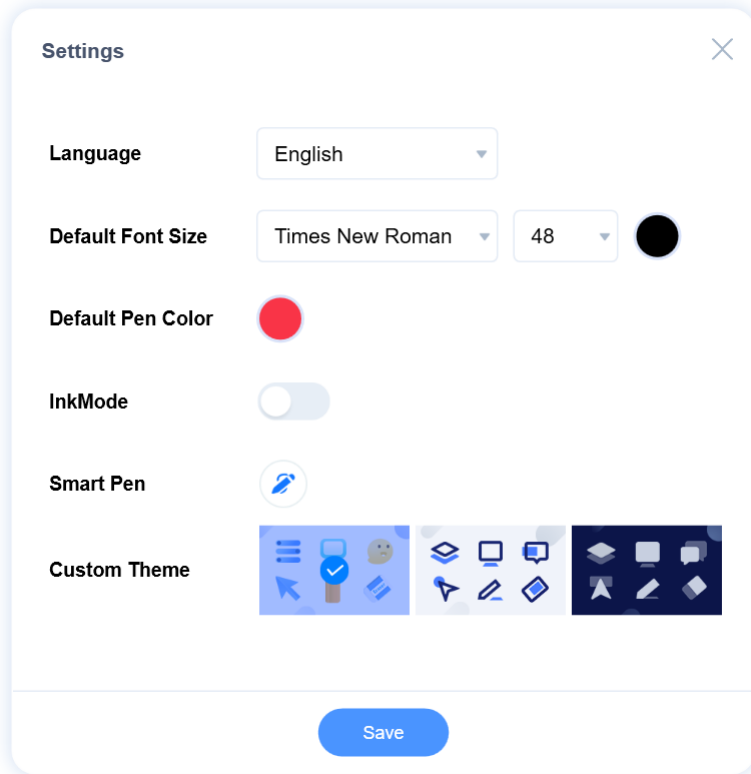 Settings
Language
English
Default Font Size
Times New Roman
48
Default Pen Color
InkMode
Smart Pen
Custom Theme
Save